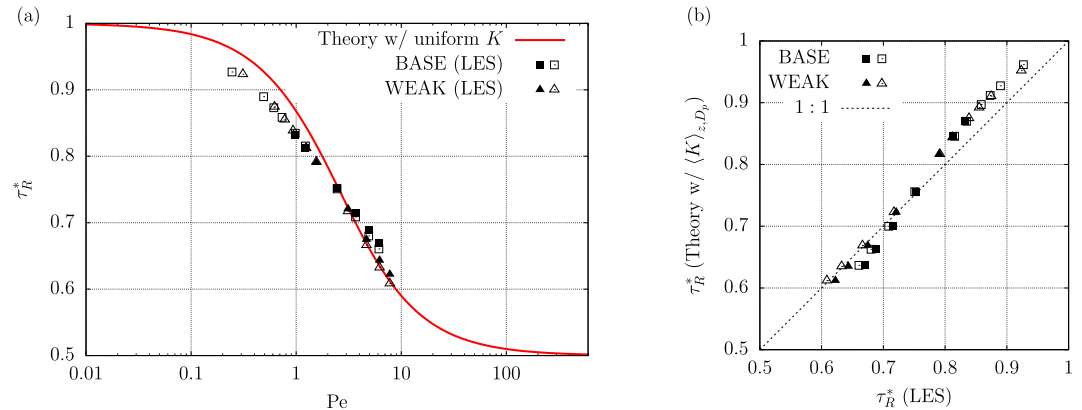 (a)
1
0.9
0.8
0.7
0.6
0.5
τ*R
0.01
0.1
1
10
100
Pe
Theory w/ uniform K
BASE (LES)
WEAK (LES)
(b)
1
0.9
0.8
0.7
0.6
0.5
τ*R (Theory w/ ⟨K⟩z,Dp)
0.5
0.6
0.7
0.8
0.9
1
τ*R (LES)
BASE
WEAK
1 : 1